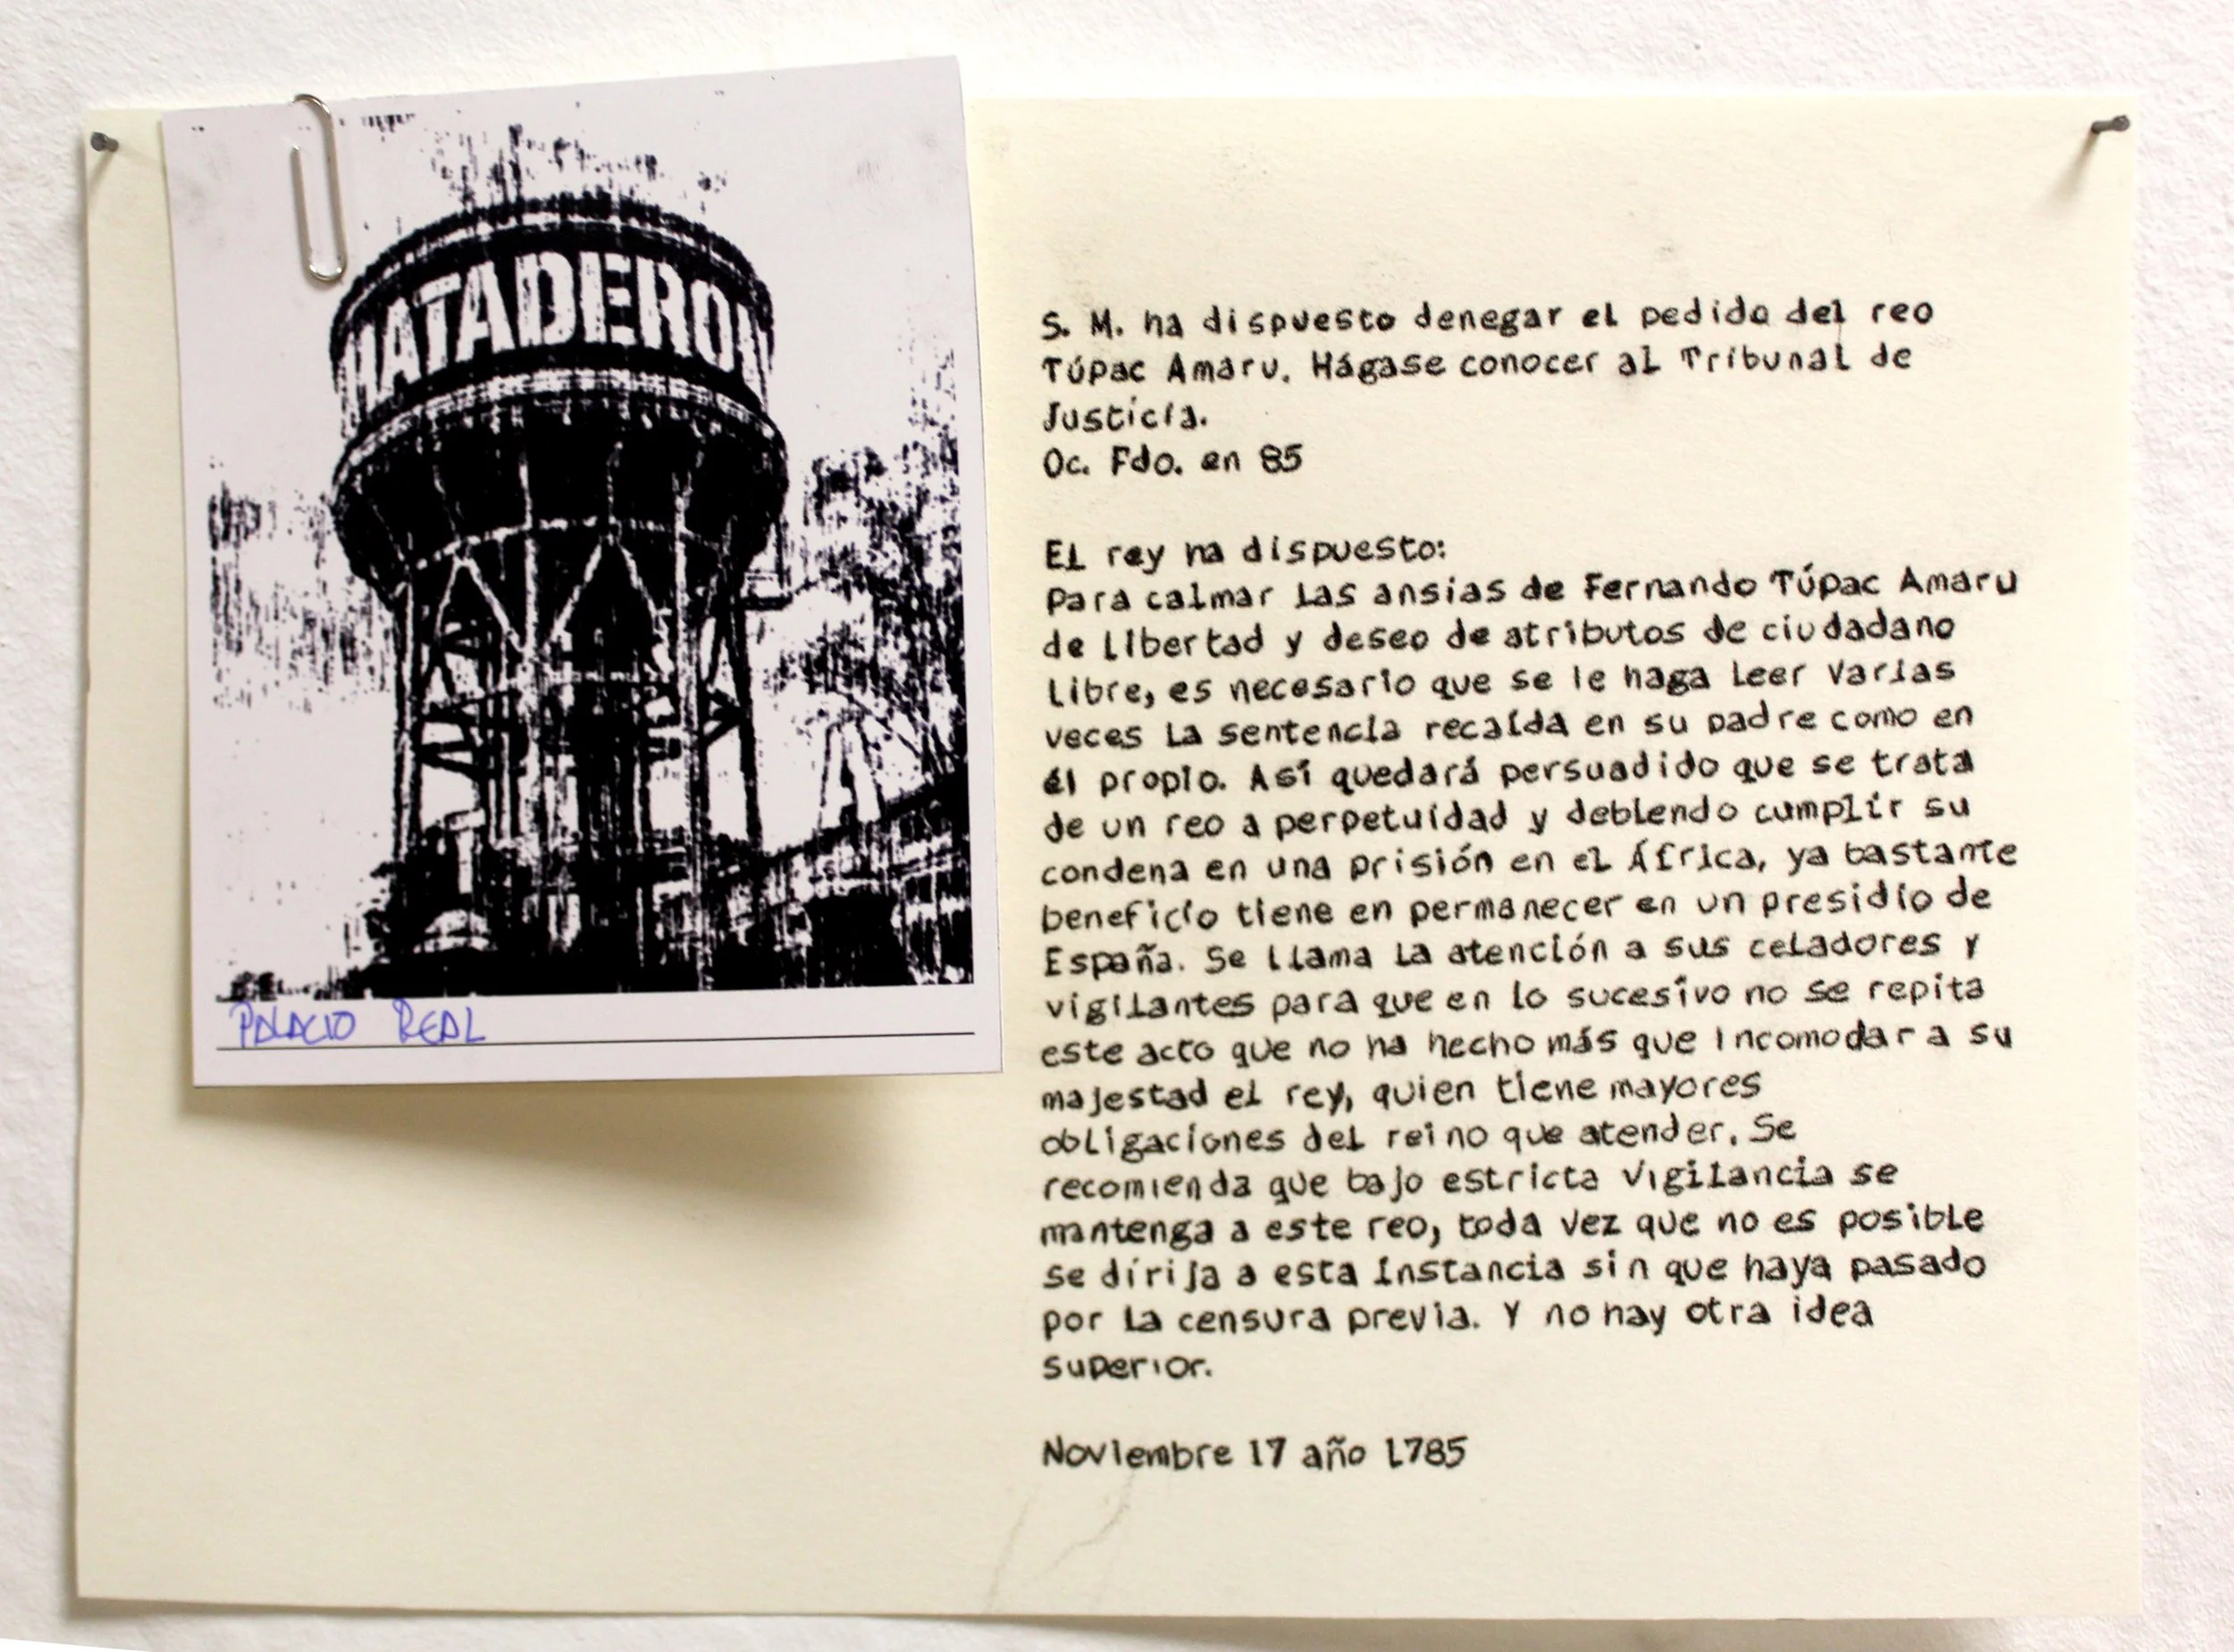 MATADERO
PALACIO REAL
S. M. ha dispuesto denegar el pedido del reo
Túpac Amaru. Hágase conocer al Tribunal de
Justicia.
Oc. Fdo. en 85
El rey ha dispuesto:
Para calmar las ansias de Fernando Túpac Amaru
de libertad y deseo de atributos de ciudadano
libre, es necesario que se le haga leer varias
veces la sentencia recaída en su padre como en
él propio. Así quedará persuadido que se trata
de un reo a perpetuidad y debiendo cumplir su
condena en una prisión en el África, ya bastante
beneficio tiene en permanecer en un presidio de
España. Se llama la atención a sus celadores y
vigilantes para que en lo sucesivo no se repita
este acto que no ha hecho más que incomodar a su
majestad el rey, quien tiene mayores
obligaciones del reino que atender. Se
recomienda que bajo estricta vigilancia se
mantenga a este reo, toda vez que no es posible
se dirija a esta instancia sin que haya pasado
por la censura previa. Y no hay otra idea
superior.
Noviembre 17 año 1785